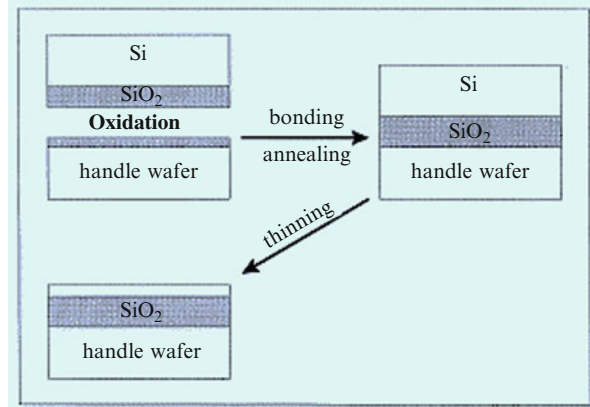 Si
SiO₂
Oxidation
handle wafer
bonding
annealing
Si
SiO₂
handle wafer
thinning
SiO₂
handle wafer